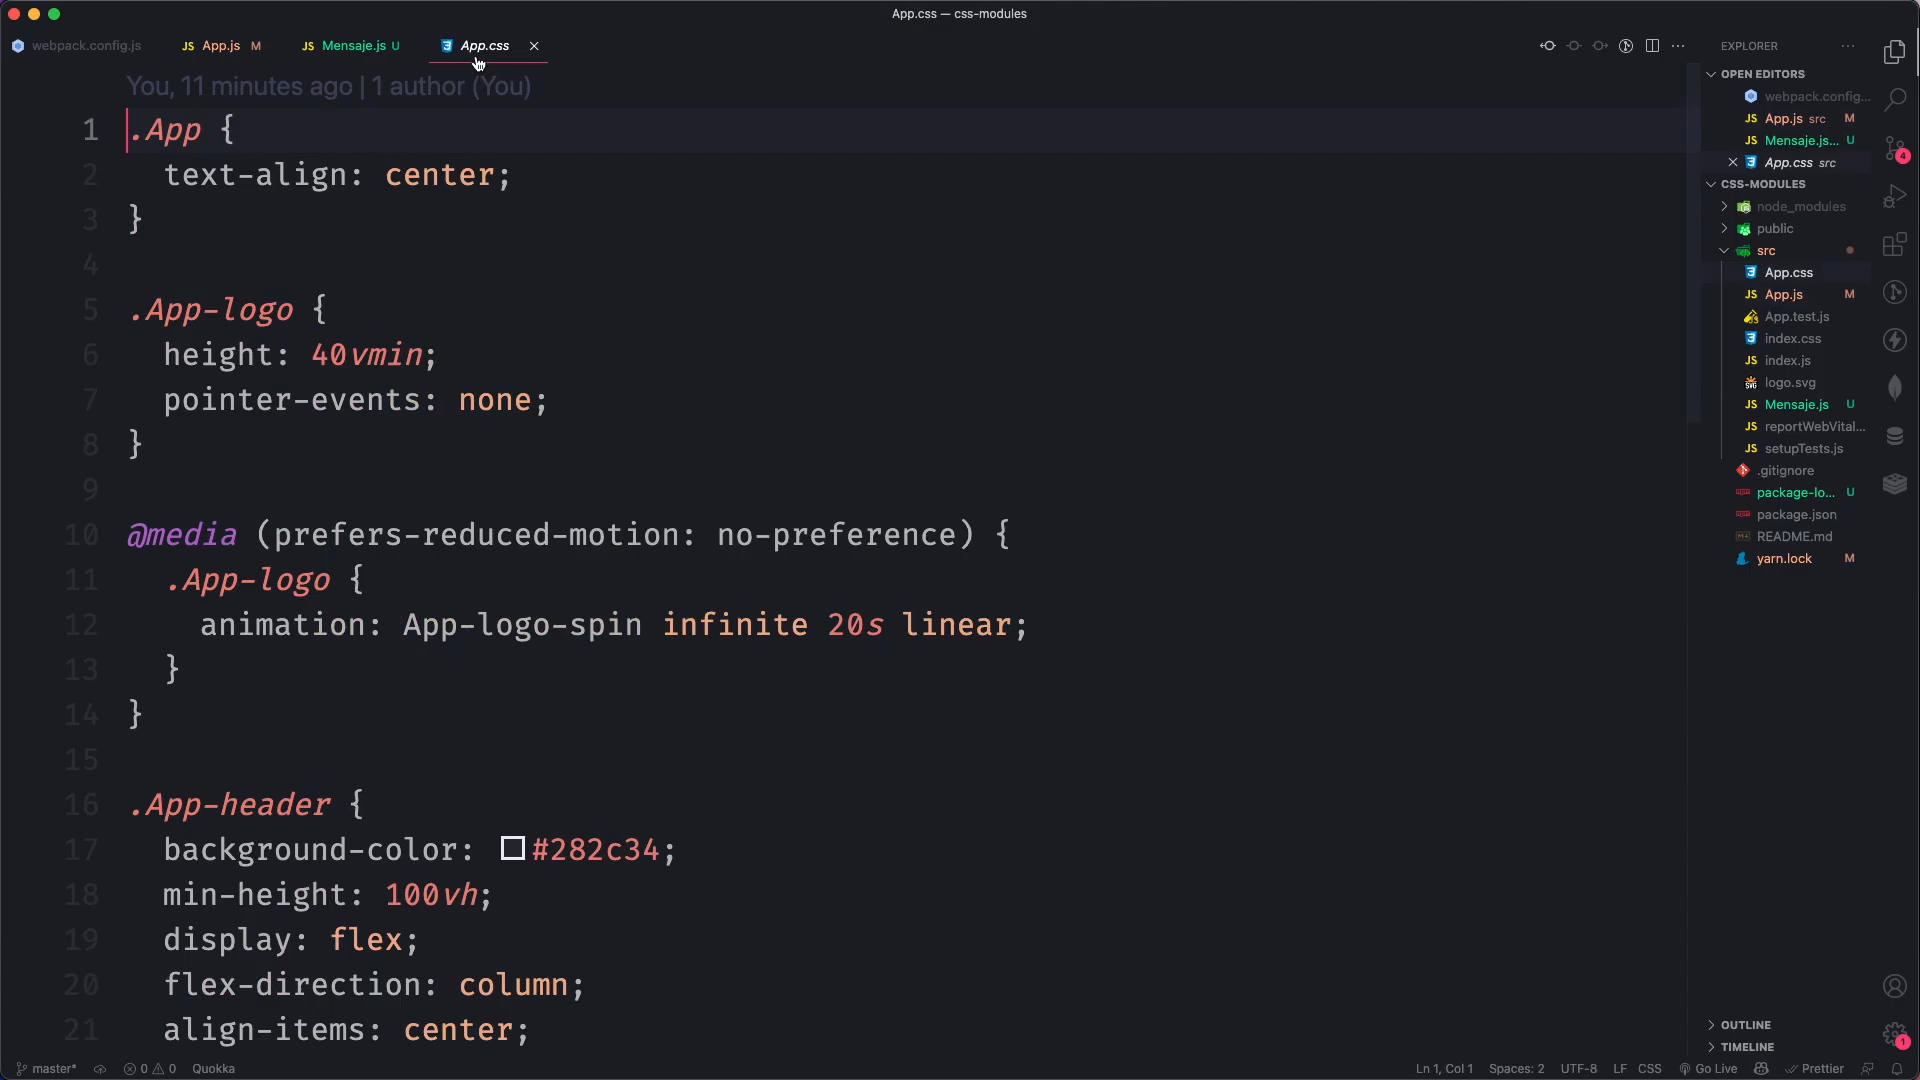 App.css — css-modules
webpack.config.js
JS App.js M
JS Mensaje.js U
App.css
You, 11 minutes ago | 1 author (You)
1 .App {
2 text-align: center;
3 }
4
5 .App-logo {
6 height: 40vmin;
7 pointer-events: none;
8 }
9
10 @media (prefers-reduced-motion: no-preference) {
11 .App-logo {
12 animation: App-logo-spin infinite 20s linear;
13 }
14 }
15
16 .App-header {
17 background-color: #282c34;
18 min-height: 100vh;
19 display: flex;
20 flex-direction: column;
21 align-items: center;
EXPLORER
OPEN EDITORS
webpack.config...
JS App.js src M
JS Mensaje.js... U
App.css src
CSS-MODULES
node_modules
public
src
App.css
JS App.js M
App.test.js
index.css
JS index.js
SVG logo.svg
JS Mensaje.js U
JS reportWebVital...
JS setupTests.js
.gitignore
package-lo... U
package.json
README.md
yarn.lock M
OUTLINE
TIMELINE
4
1
master*
0 0
Quokka
Ln 1, Col 1
Spaces: 2
UTF-8
LF
CSS
Go Live
Prettier